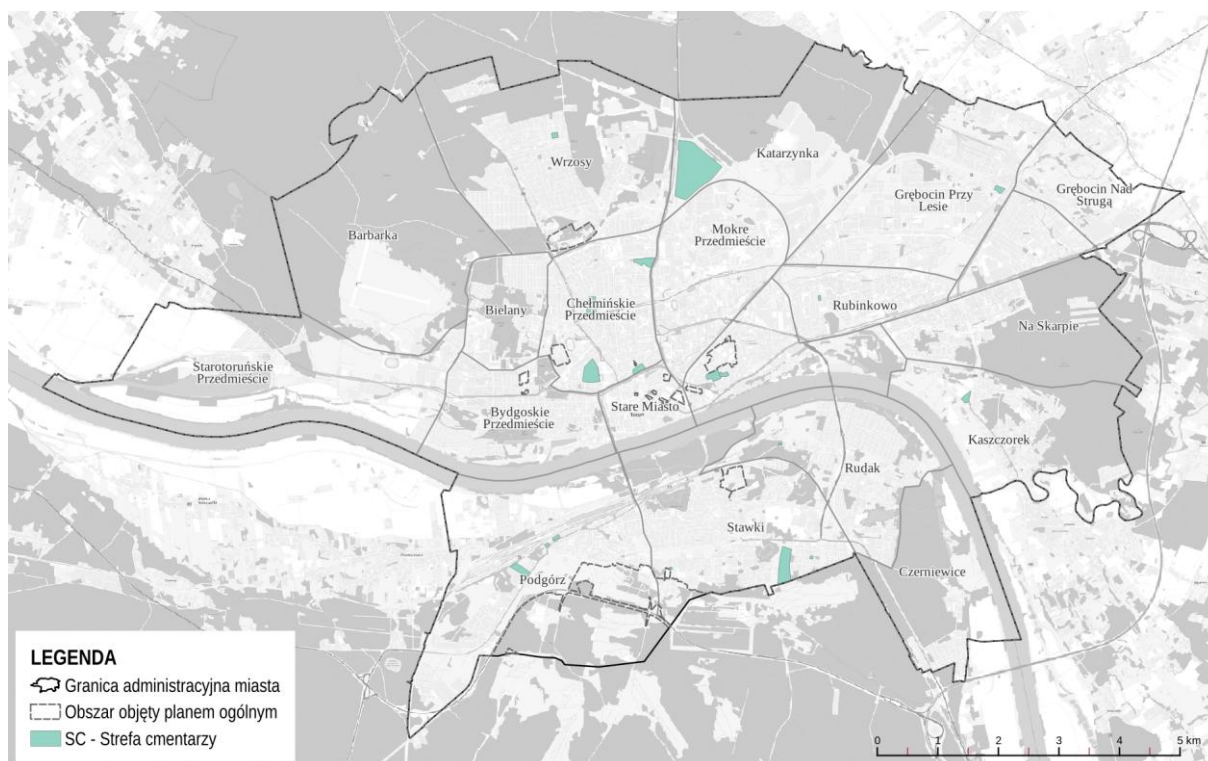 Wrzosy
Katarzynka
Grębocin Przy
Lesie
Grębocin Nad
Strugą
Barbarka
Mokre
Przedmieście
Bielany
Chełmińskie
Przedmieście
Rubinkowo
Na Skarpie
Starotoruńskie
Przedmieście
Bydgoskie
Przedmieście
Stare Miasto
Toruń
Kaszczorek
Rudak
Stawki
Podgórz
Czerniewice
LEGENDA
Granica administracyjna miasta
Obszar objęty planem ogólnym
SC - Strefa cmentarzy
0 1 2 3 4 5 km